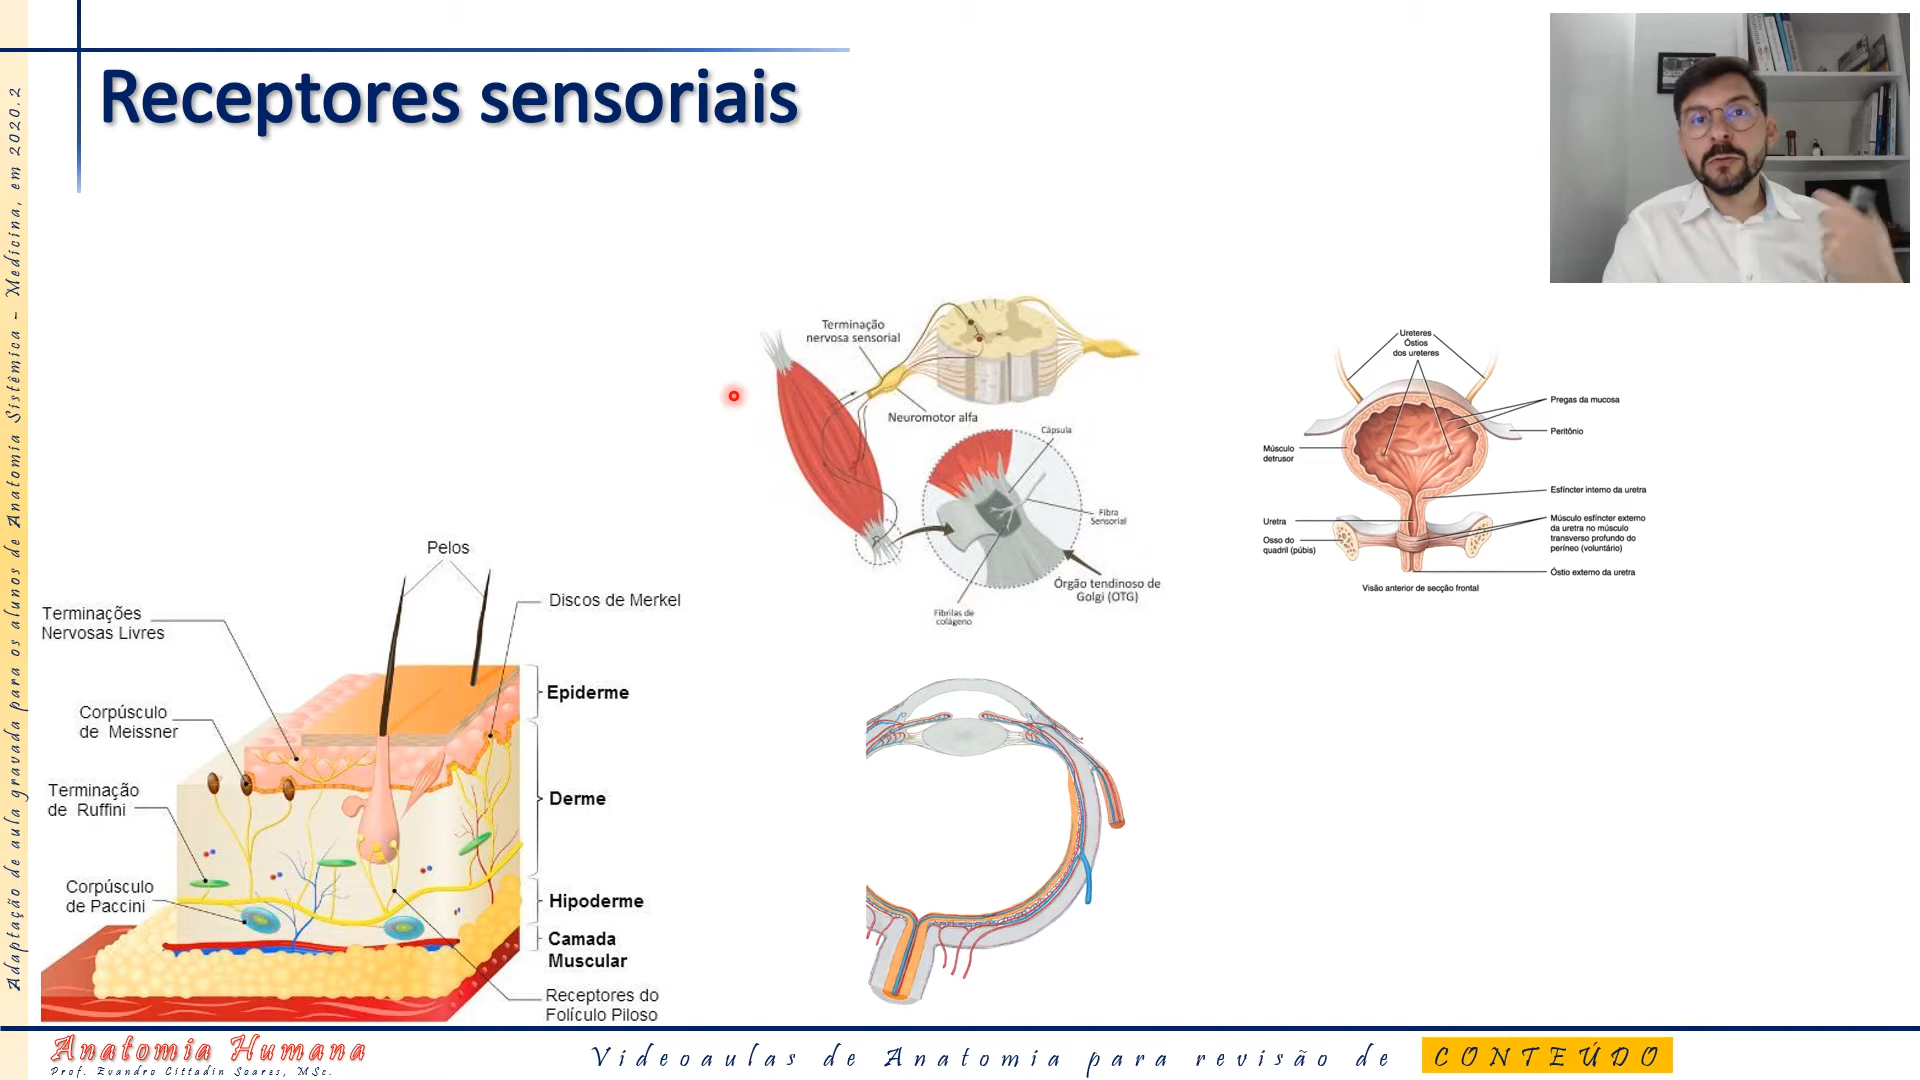 Receptores sensoriais
Adaptação de aula gravada para os alunos de Anatomia Sistêmica – Medicina, em 2020.2
Terminação
nervosa sensorial
Neuromotor alfa
Cápsula
Fibra
Sensorial
Órgão tendinoso de
Golgi (OTG)
Fibrilas de
colágeno
Ureteres
Óstios
dos ureteres
Pregas da mucosa
Peritônio
Músculo
detrusor
Esfíncter interno da uretra
Uretra
Músculo esfíncter externo
da uretra no músculo
transverso profundo do
períneo (voluntário)
Osso do
quadril (púbis)
Óstio externo da uretra
Visão anterior de secção frontal
Pelos
Discos de Merkel
Terminações
Nervosas Livres
Epiderme
Corpúsculo
de Meissner
Terminação
de Ruffini
Derme
Corpúsculo
de Paccini
Hipoderme
Camada
Muscular
Receptores do
Folículo Piloso
Anatomia Humana
Prof. Evandro Cittadin Soares, MSc.
Videoaulas de Anatomia para revisão de CONTEÚDO